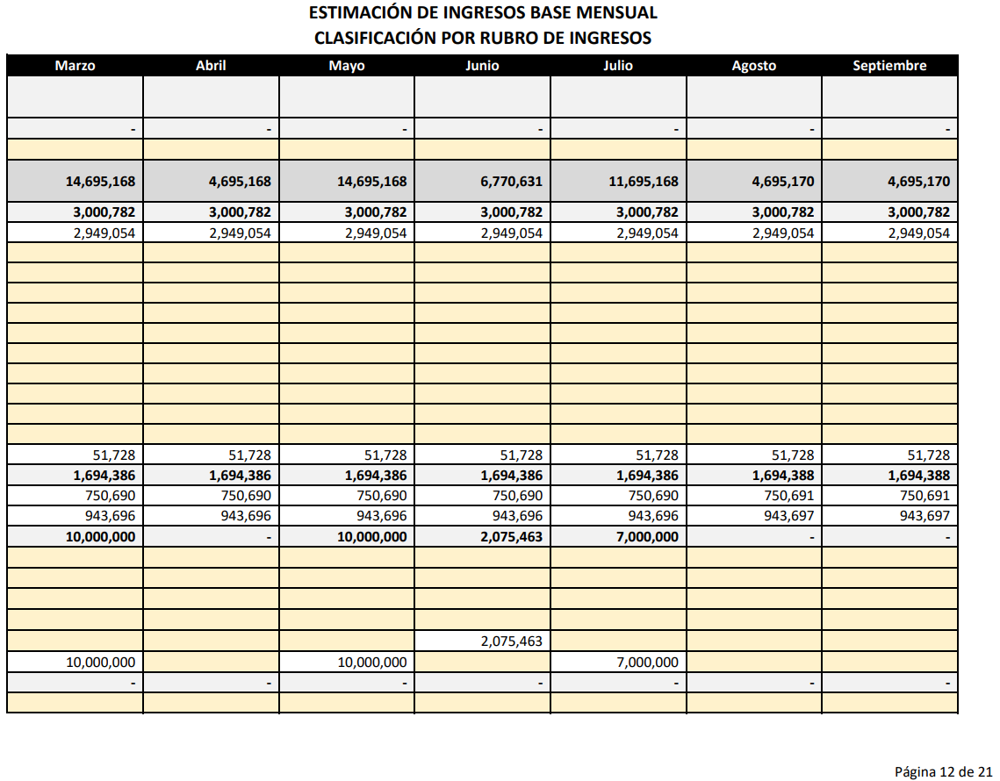 ESTIMACIÓN DE INGRESOS BASE MENSUAL
CLASIFICACIÓN POR RUBRO DE INGRESOS
Marzo Abril Mayo Junio Julio Agosto Septiembre
- - - - - - -
14,695,168 4,695,168 14,695,168 6,770,631 11,695,168 4,695,170 4,695,170
3,000,782 3,000,782 3,000,782 3,000,782 3,000,782 3,000,782 3,000,782
2,949,054 2,949,054 2,949,054 2,949,054 2,949,054 2,949,054 2,949,054
51,728 51,728 51,728 51,728 51,728 51,728 51,728
1,694,386 1,694,386 1,694,386 1,694,386 1,694,386 1,694,388 1,694,388
750,690 750,690 750,690 750,690 750,690 750,691 750,691
943,696 943,696 943,696 943,696 943,696 943,697 943,697
10,000,000 - 10,000,000 2,075,463 7,000,000 - -
2,075,463
10,000,000 10,000,000 7,000,000
- - - - - - -
Página 12 de 21